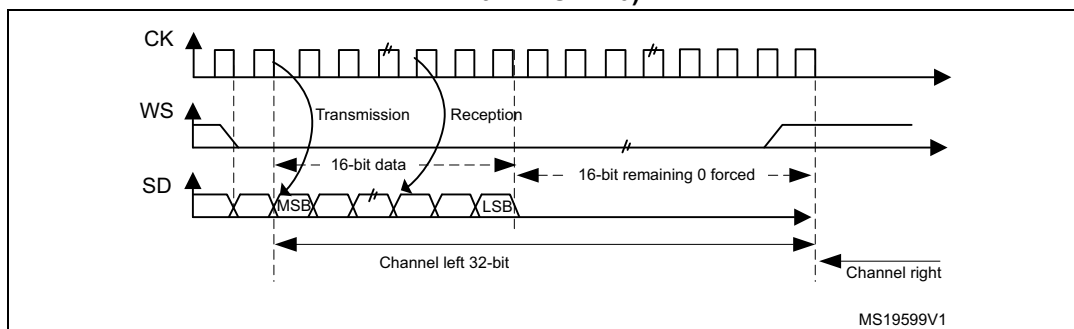 CK
WS
Transmission
Reception
16-bit data
16-bit remaining 0 forced
SD
MSB
LSB
Channel left 32-bit
Channel right
MS19599V1